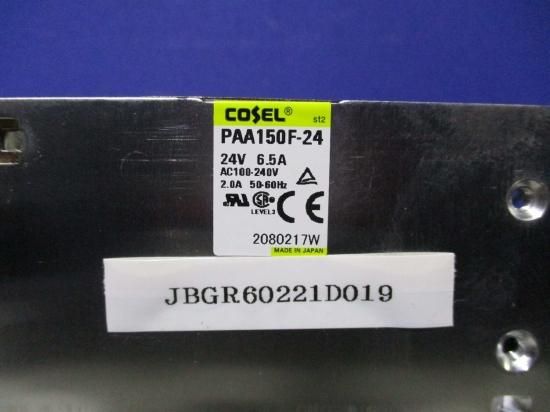 COSEL®
st2
PAA150F-24
24V 6.5A
AC100-240V
2.0A 50-60Hz
LEVEL3
CE
2080217W
MADE IN JAPAN
JBGR60221D019